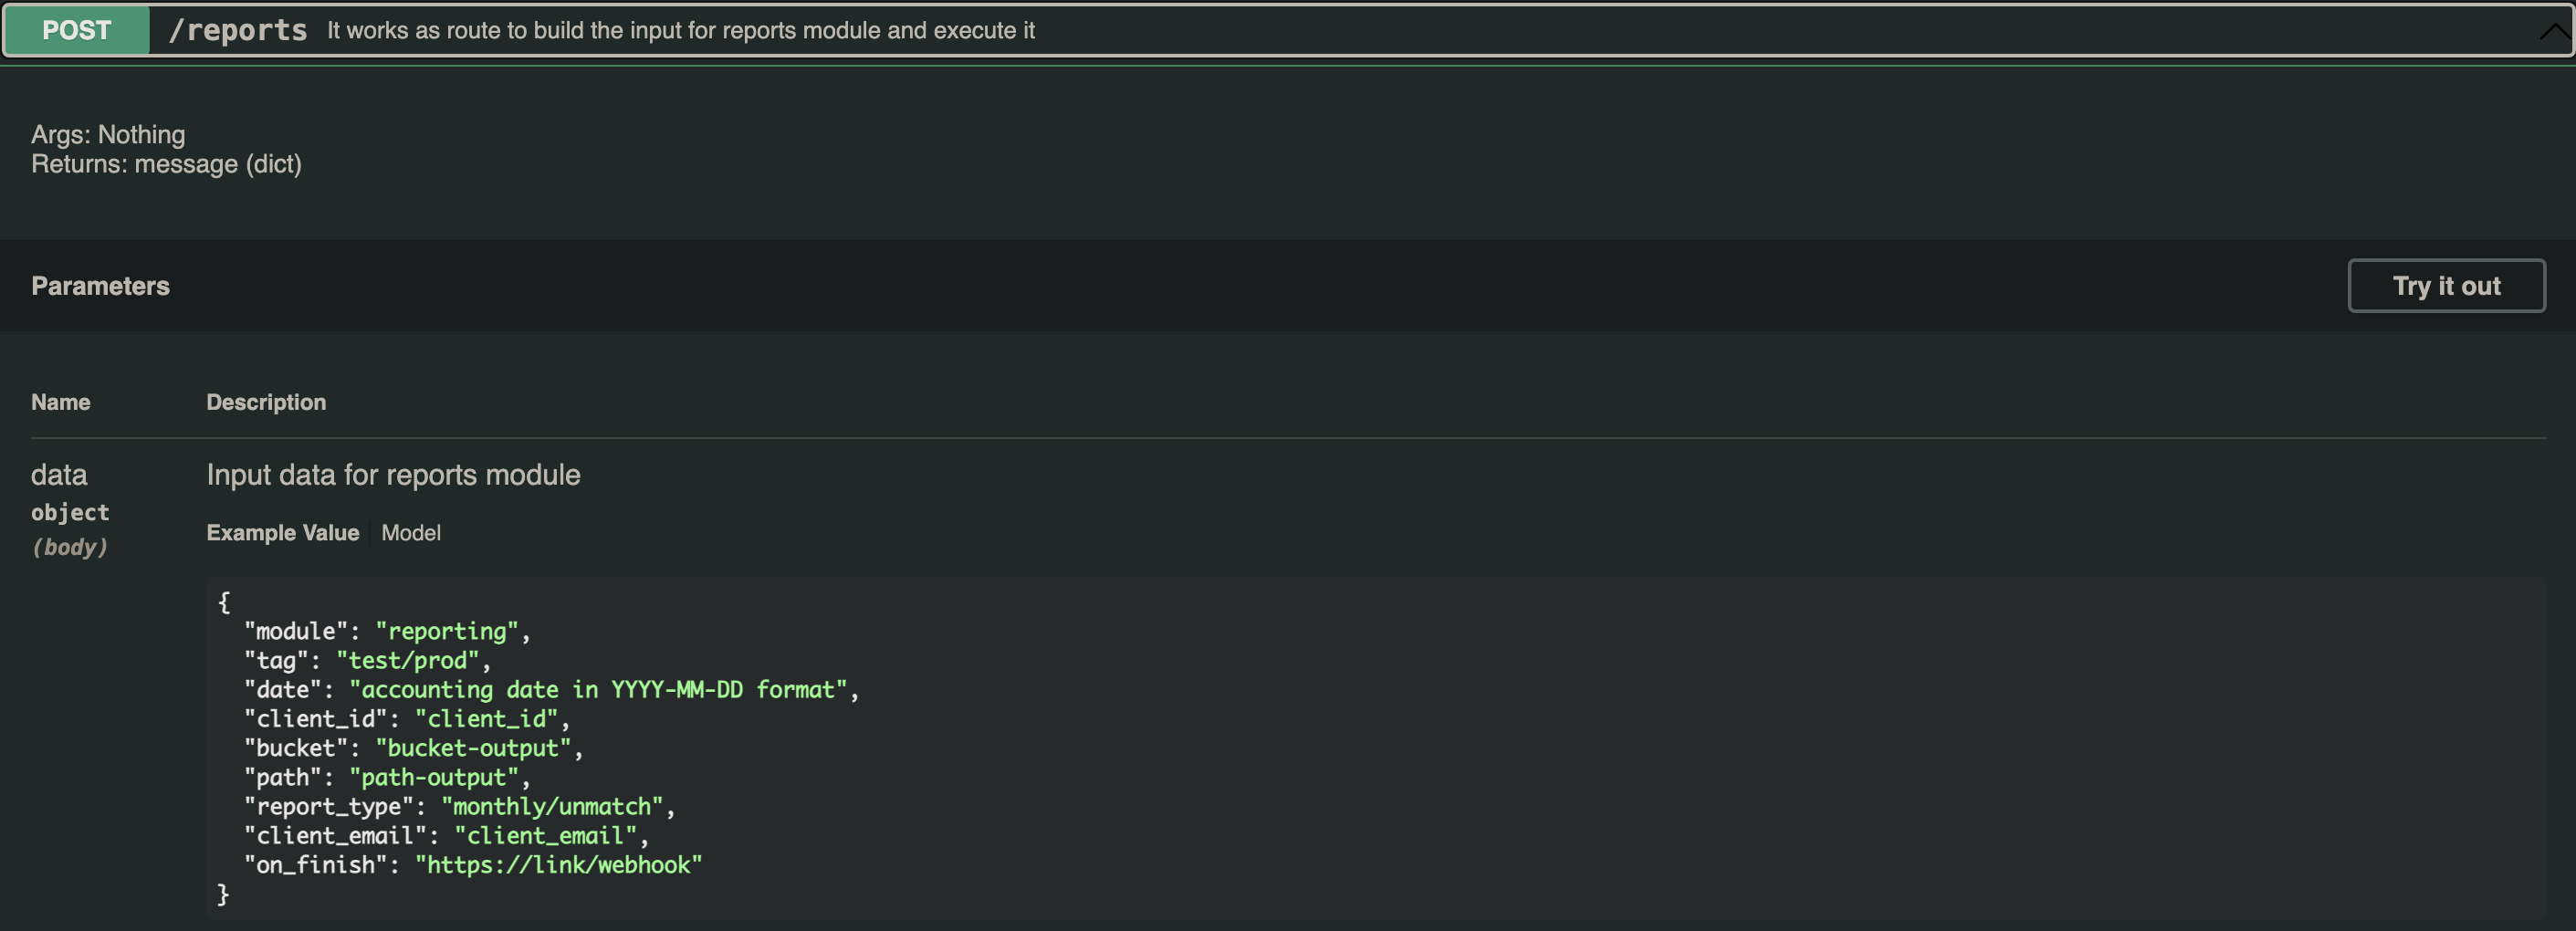 POST /reports It works as route to build the input for reports module and execute it
Args: Nothing
Returns: message (dict)
Parameters
Try it out
Name Description
data Input data for reports module
object
(body)
Example Value Model
{
  "module": "reporting",
  "tag": "test/prod",
  "date": "accounting date in YYYY-MM-DD format",
  "client_id": "client_id",
  "bucket": "bucket-output",
  "path": "path-output",
  "report_type": "monthly/unmatch",
  "client_email": "client_email",
  "on_finish": "https://link/webhook"
}